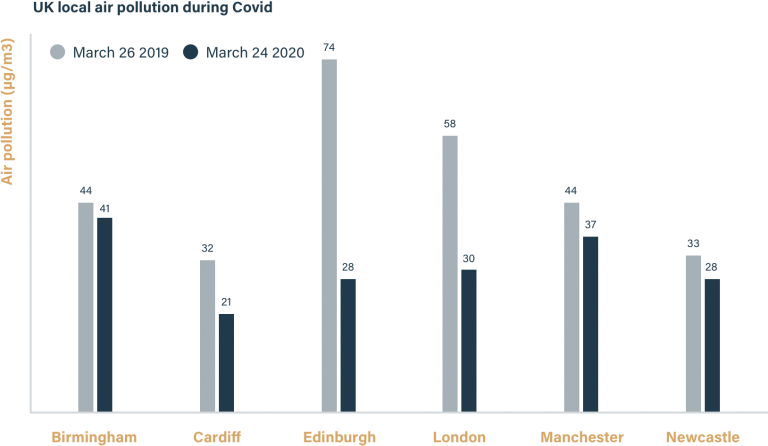 UK local air pollution during Covid
Air pollution (µg/m3)
March 26 2019
March 24 2020
44
41
32
21
74
28
58
30
44
37
33
28
Birmingham
Cardiff
Edinburgh
London
Manchester
Newcastle